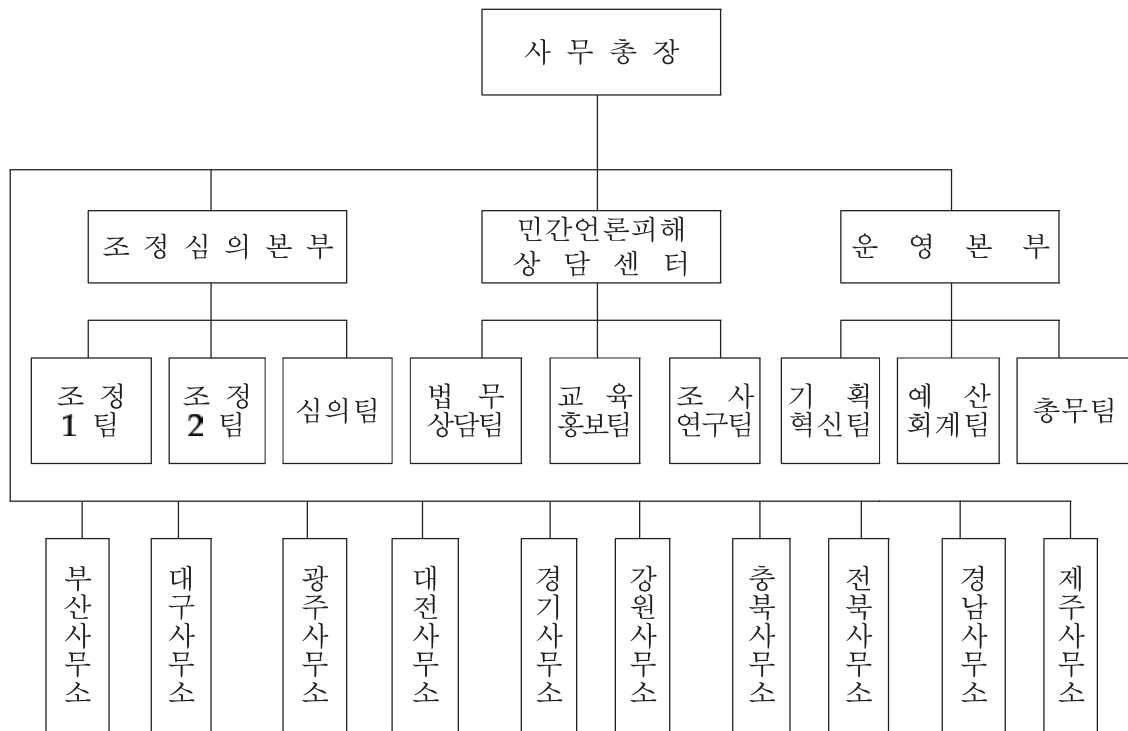 사무총장
조정심의본부
민간언론피해
상담센터
운영본부
조정
1팀
조정
2팀
심의팀
법무
상담팀
교육
홍보팀
조사
연구팀
기획
혁신팀
예산
회계팀
총무팀
부산사무소
대구사무소
광주사무소
대전사무소
경기사무소
강원사무소
충북사무소
전북사무소
경남사무소
제주사무소